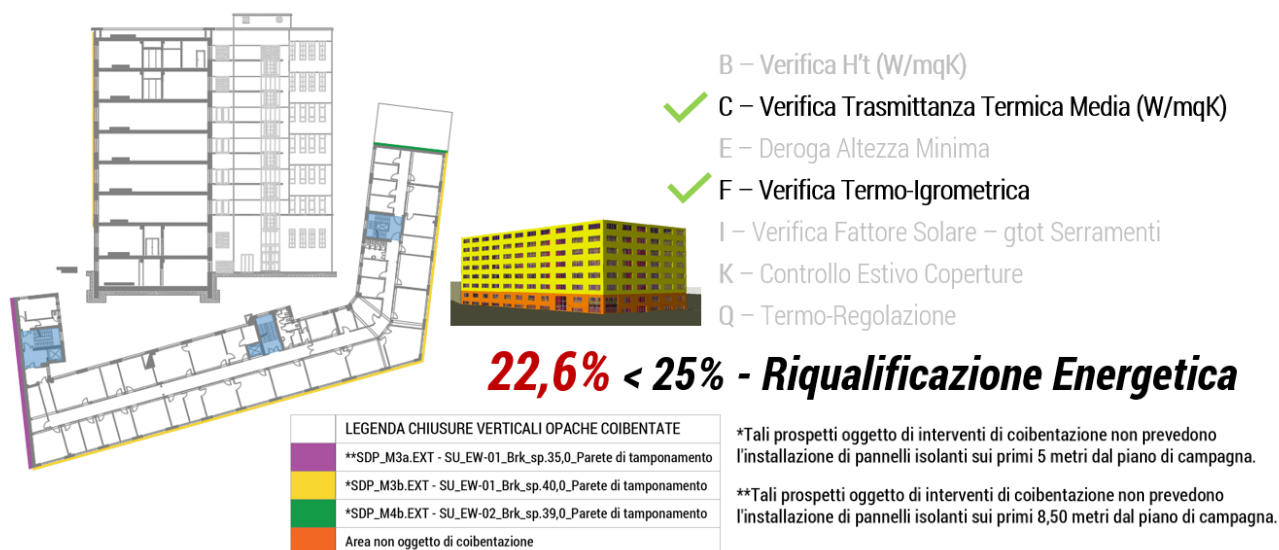 B – Verifica H't (W/mqK)
C – Verifica Trasmittanza Termica Media (W/mqK)
E – Deroga Altezza Minima
F – Verifica Termo-Igrometrica
I – Verifica Fattore Solare – gtot Serramenti
K – Controllo Estivo Coperture
Q – Termo-Regolazione
22,6% < 25% - Riqualificazione Energetica
LEGENDA CHIUSURE VERTICALI OPACHE COIBENTATE
**SDP_M3a.EXT - SU_EW-01_Brk_sp.35,0_Parete di tamponamento
*SDP_M3b.EXT - SU_EW-01_Brk_sp.40,0_Parete di tamponamento
*SDP_M4b.EXT - SU_EW-02_Brk_sp.39,0_Parete di tamponamento
Area non oggetto di coibentazione
*Tali prospetti oggetto di interventi di coibentazione non prevedono
l'installazione di pannelli isolanti sui primi 5 metri dal piano di campagna.
**Tali prospetti oggetto di interventi di coibentazione non prevedono
l'installazione di pannelli isolanti sui primi 8,50 metri dal piano di campagna.